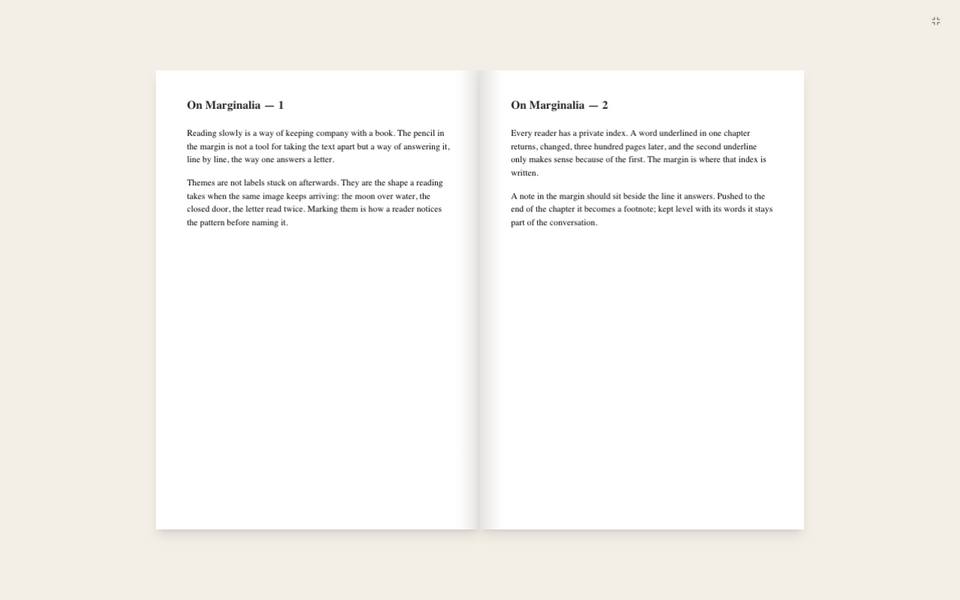 On Marginalia — 1
Reading slowly is a way of keeping company with a book. The pencil in
the margin is not a tool for taking the text apart but a way of answering it,
line by line, the way one answers a letter.
Themes are not labels stuck on afterwards. They are the shape a reading
takes when the same image keeps arriving: the moon over water, the
closed door, the letter read twice. Marking them is how a reader notices
the pattern before naming it.
On Marginalia — 2
Every reader has a private index. A word underlined in one chapter
returns, changed, three hundred pages later, and the second underline
only makes sense because of the first. The margin is where that index is
written.
A note in the margin should sit beside the line it answers. Pushed to the
end of the chapter it becomes a footnote; kept level with its words it stays
part of the conversation.